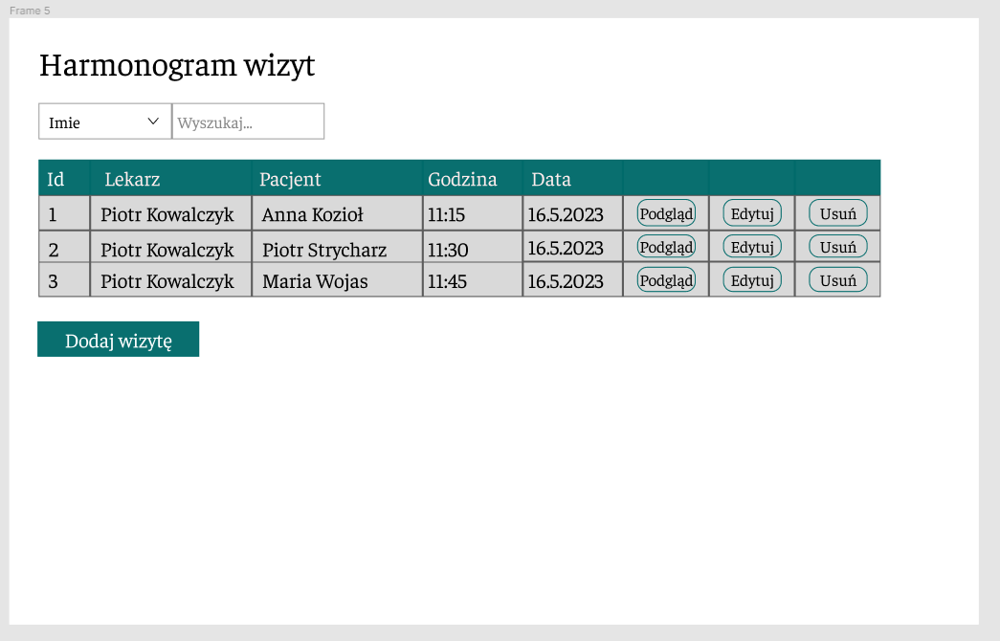 Frame 5
Harmonogram wizyt
Imie Wyszukaj...
Id Lekarz Pacjent Godzina Data
1 Piotr Kowalczyk Anna Kozioł 11:15 16.5.2023 Podgląd Edytuj Usuń
2 Piotr Kowalczyk Piotr Strycharz 11:30 16.5.2023 Podgląd Edytuj Usuń
3 Piotr Kowalczyk Maria Wojas 11:45 16.5.2023 Podgląd Edytuj Usuń
Dodaj wizytę